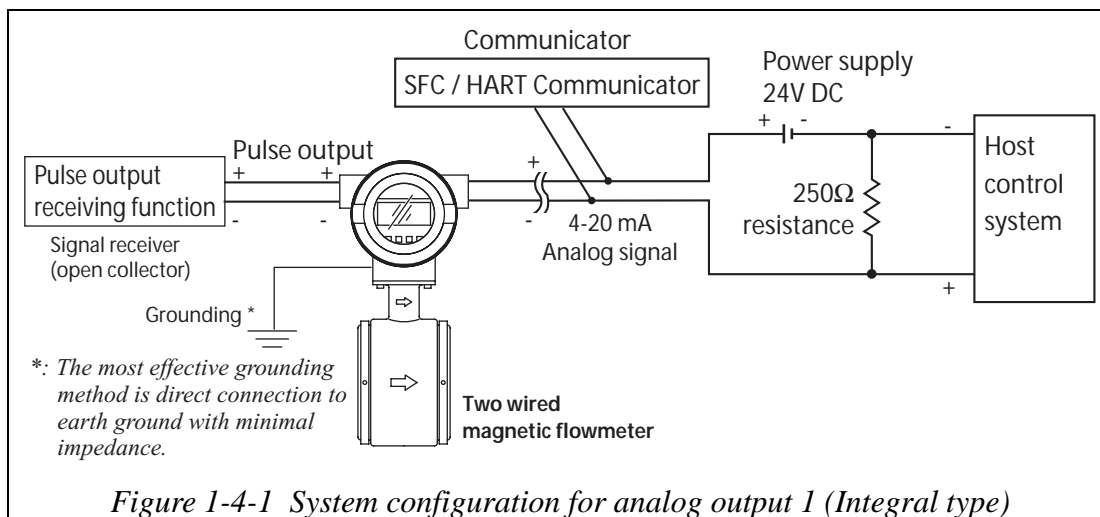 Communicator
SFC / HART Communicator
Power supply
24V DC
+ -
Pulse output
receiving function
Signal receiver
(open collector)
Pulse output
+ +
- -
+
-
4-20 mA
Analog signal
250Ω
resistance
-
+
Host
control
system
Grounding *
*: The most effective grounding
method is direct connection to
earth ground with minimal
impedance.
Two wired
magnetic flowmeter
Figure 1-4-1 System configuration for analog output 1 (Integral type)